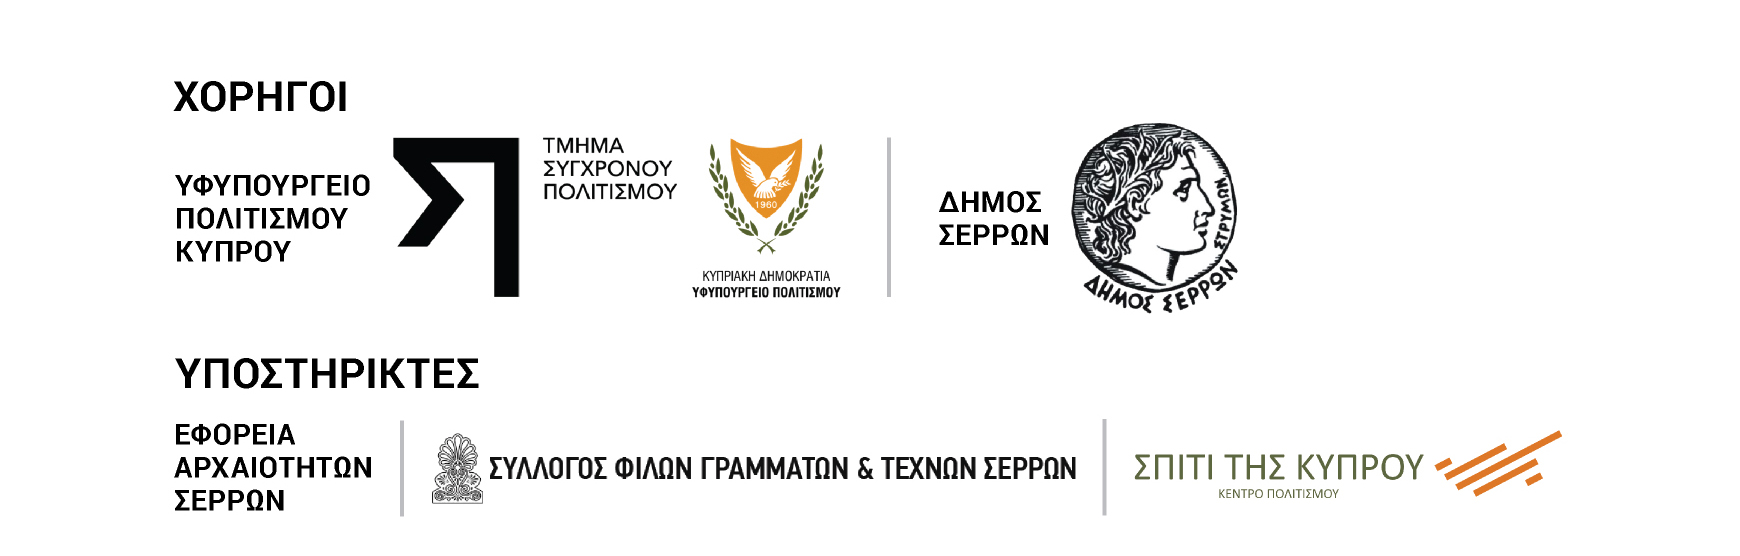 ΧΟΡΗΓΟΙ
ΥΦΥΠΟΥΡΓΕΙΟ
ΠΟΛΙΤΙΣΜΟΥ
ΚΥΠΡΟΥ
ΤΜΗΜΑ
ΣΥΓΧΡΟΝΟΥ
ΠΟΛΙΤΙΣΜΟΥ
1960
ΚΥΠΡΙΑΚΗ ΔΗΜΟΚΡΑΤΙΑ
ΥΦΥΠΟΥΡΓΕΙΟ ΠΟΛΙΤΙΣΜΟΥ
ΔΗΜΟΣ
ΣΕΡΡΩΝ
ΣΤΡΥΜΩΝ
ΔΗΜΟΣ ΣΕΡΡΩΝ
ΥΠΟΣΤΗΡΙΚΤΕΣ
ΕΦΟΡΕΙΑ
ΑΡΧΑΙΟΤΗΤΩΝ
ΣΕΡΡΩΝ
ΣΥΛΛΟΓΟΣ ΦΙΛΩΝ ΓΡΑΜΜΑΤΩΝ & ΤΕΧΝΩΝ ΣΕΡΡΩΝ
ΣΠΙΤΙ ΤΗΣ ΚΥΠΡΟΥ
ΚΕΝΤΡΟ ΠΟΛΙΤΙΣΜΟΥ